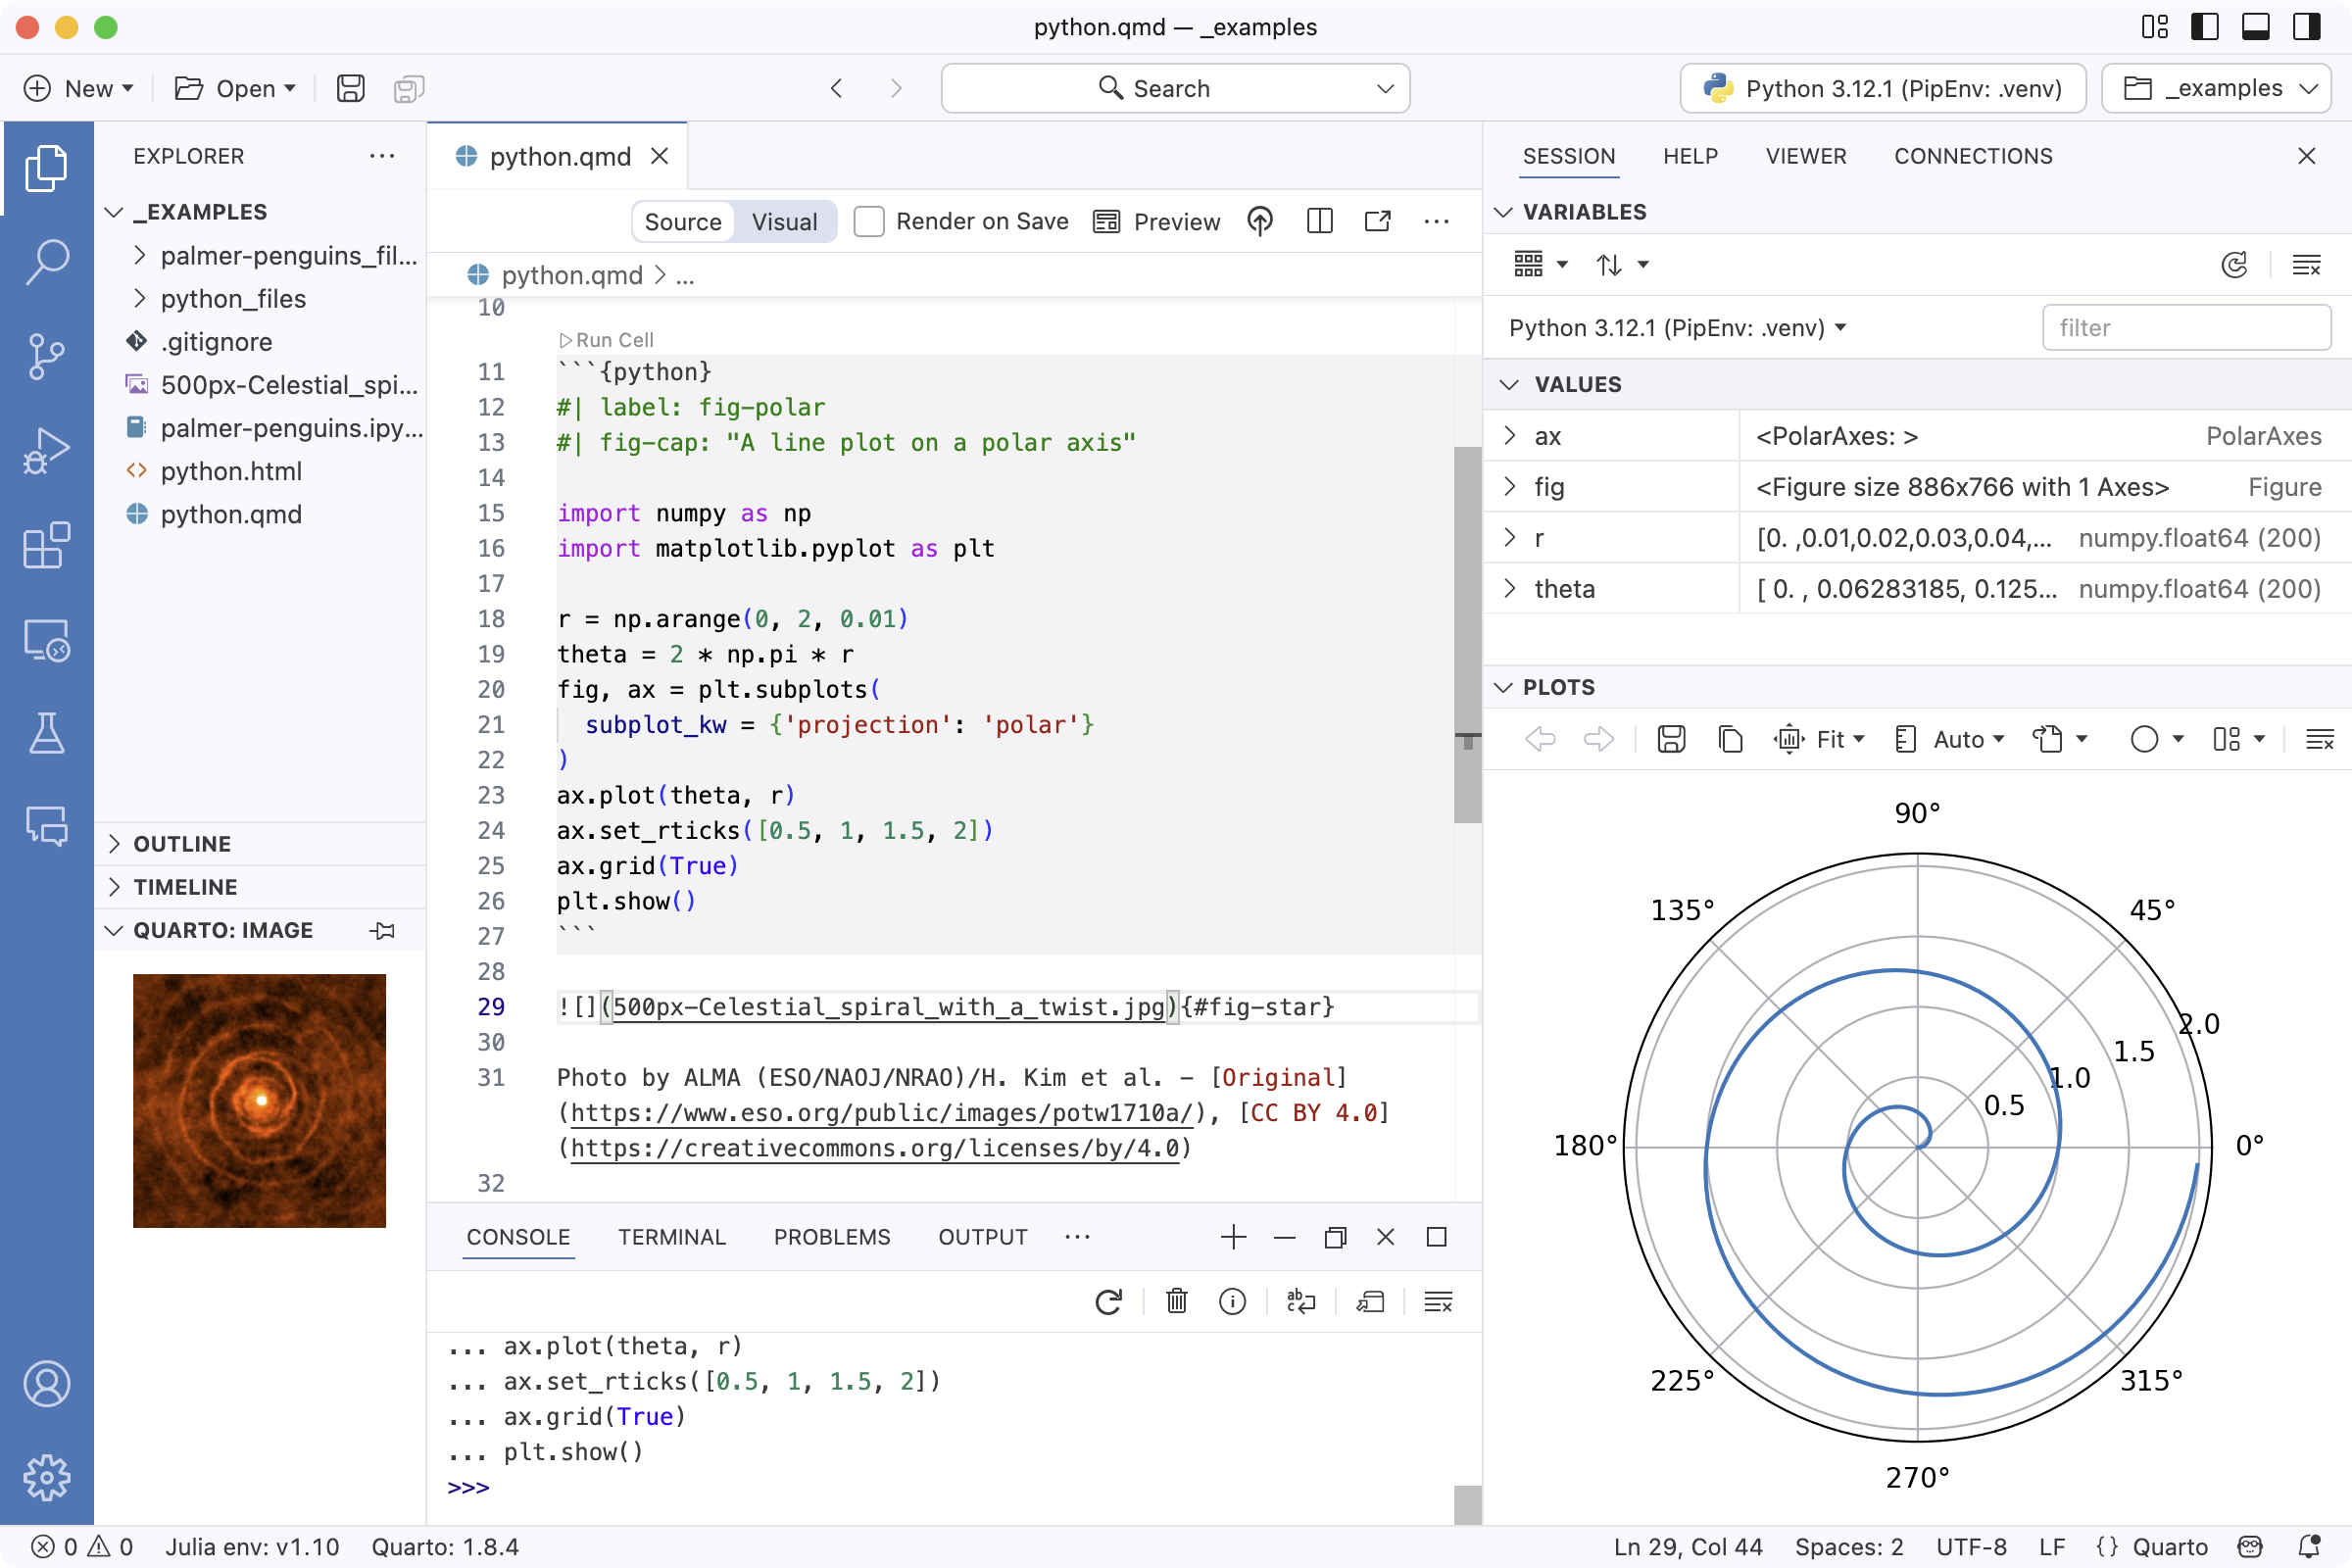 python.qmd — _examples
New
Open
Search
Python 3.12.1 (PipEnv: .venv)
_examples
EXPLORER
_EXAMPLES
palmer-penguins_fil...
python_files
.gitignore
500px-Celestial_spi...
palmer-penguins.ipy...
python.html
python.qmd
OUTLINE
TIMELINE
QUARTO: IMAGE
python.qmd
Source Visual Render on Save Preview
python.qmd > ...
10
Run Cell
11 ```{python}
12 #| label: fig-polar
13 #| fig-cap: "A line plot on a polar axis"
14
15 import numpy as np
16 import matplotlib.pyplot as plt
17
18 r = np.arange(0, 2, 0.01)
19 theta = 2 * np.pi * r
20 fig, ax = plt.subplots(
21 subplot_kw = {'projection': 'polar'}
22 )
23 ax.plot(theta, r)
24 ax.set_rticks([0.5, 1, 1.5, 2])
25 ax.grid(True)
26 plt.show()
27 ```
28
29 ![](500px-Celestial_spiral_with_a_twist.jpg){#fig-star}
30
31 Photo by ALMA (ESO/NAOJ/NRAO)/H. Kim et al. - [Original]
(https://www.eso.org/public/images/potw1710a/), [CC BY 4.0]
(https://creativecommons.org/licenses/by/4.0)
32
CONSOLE TERMINAL PROBLEMS OUTPUT
... ax.plot(theta, r)
... ax.set_rticks([0.5, 1, 1.5, 2])
... ax.grid(True)
... plt.show()
>>>
SESSION HELP VIEWER CONNECTIONS
VARIABLES
Python 3.12.1 (PipEnv: .venv)
filter
VALUES
ax <PolarAxes: > PolarAxes
fig <Figure size 886x766 with 1 Axes> Figure
r [0. ,0.01,0.02,0.03,0.04,... numpy.float64 (200)
theta [ 0. , 0.06283185, 0.125... numpy.float64 (200)
PLOTS
Fit Auto
90°
135° 45°
2.0
1.5
1.0
0.5
180° 0°
225° 315°
270°
0 0 Julia env: v1.10 Quarto: 1.8.4
Ln 29, Col 44 Spaces: 2 UTF-8 LF {} Quarto